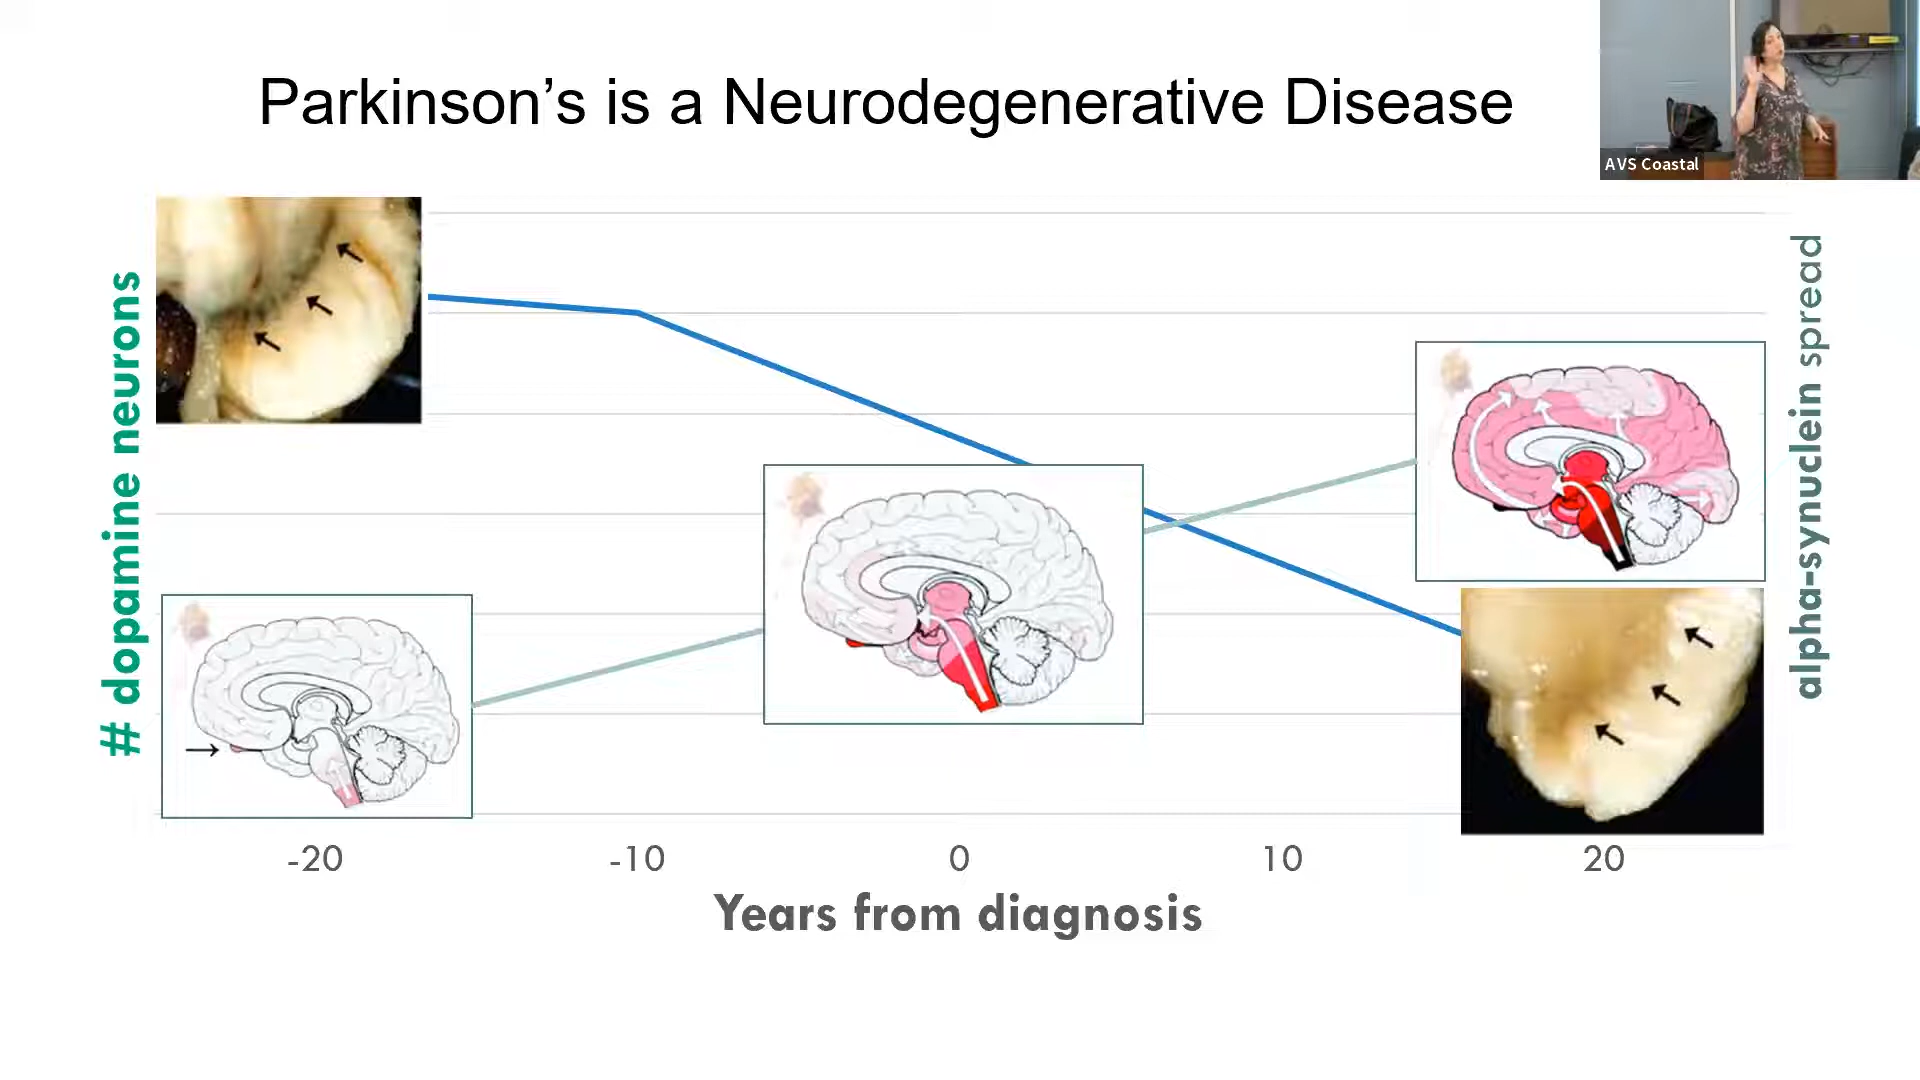 Parkinson’s is a Neurodegenerative Disease
AVS Coastal
# dopamine neurons
alpha-synuclein spread
-20 -10 0 10 20
Years from diagnosis